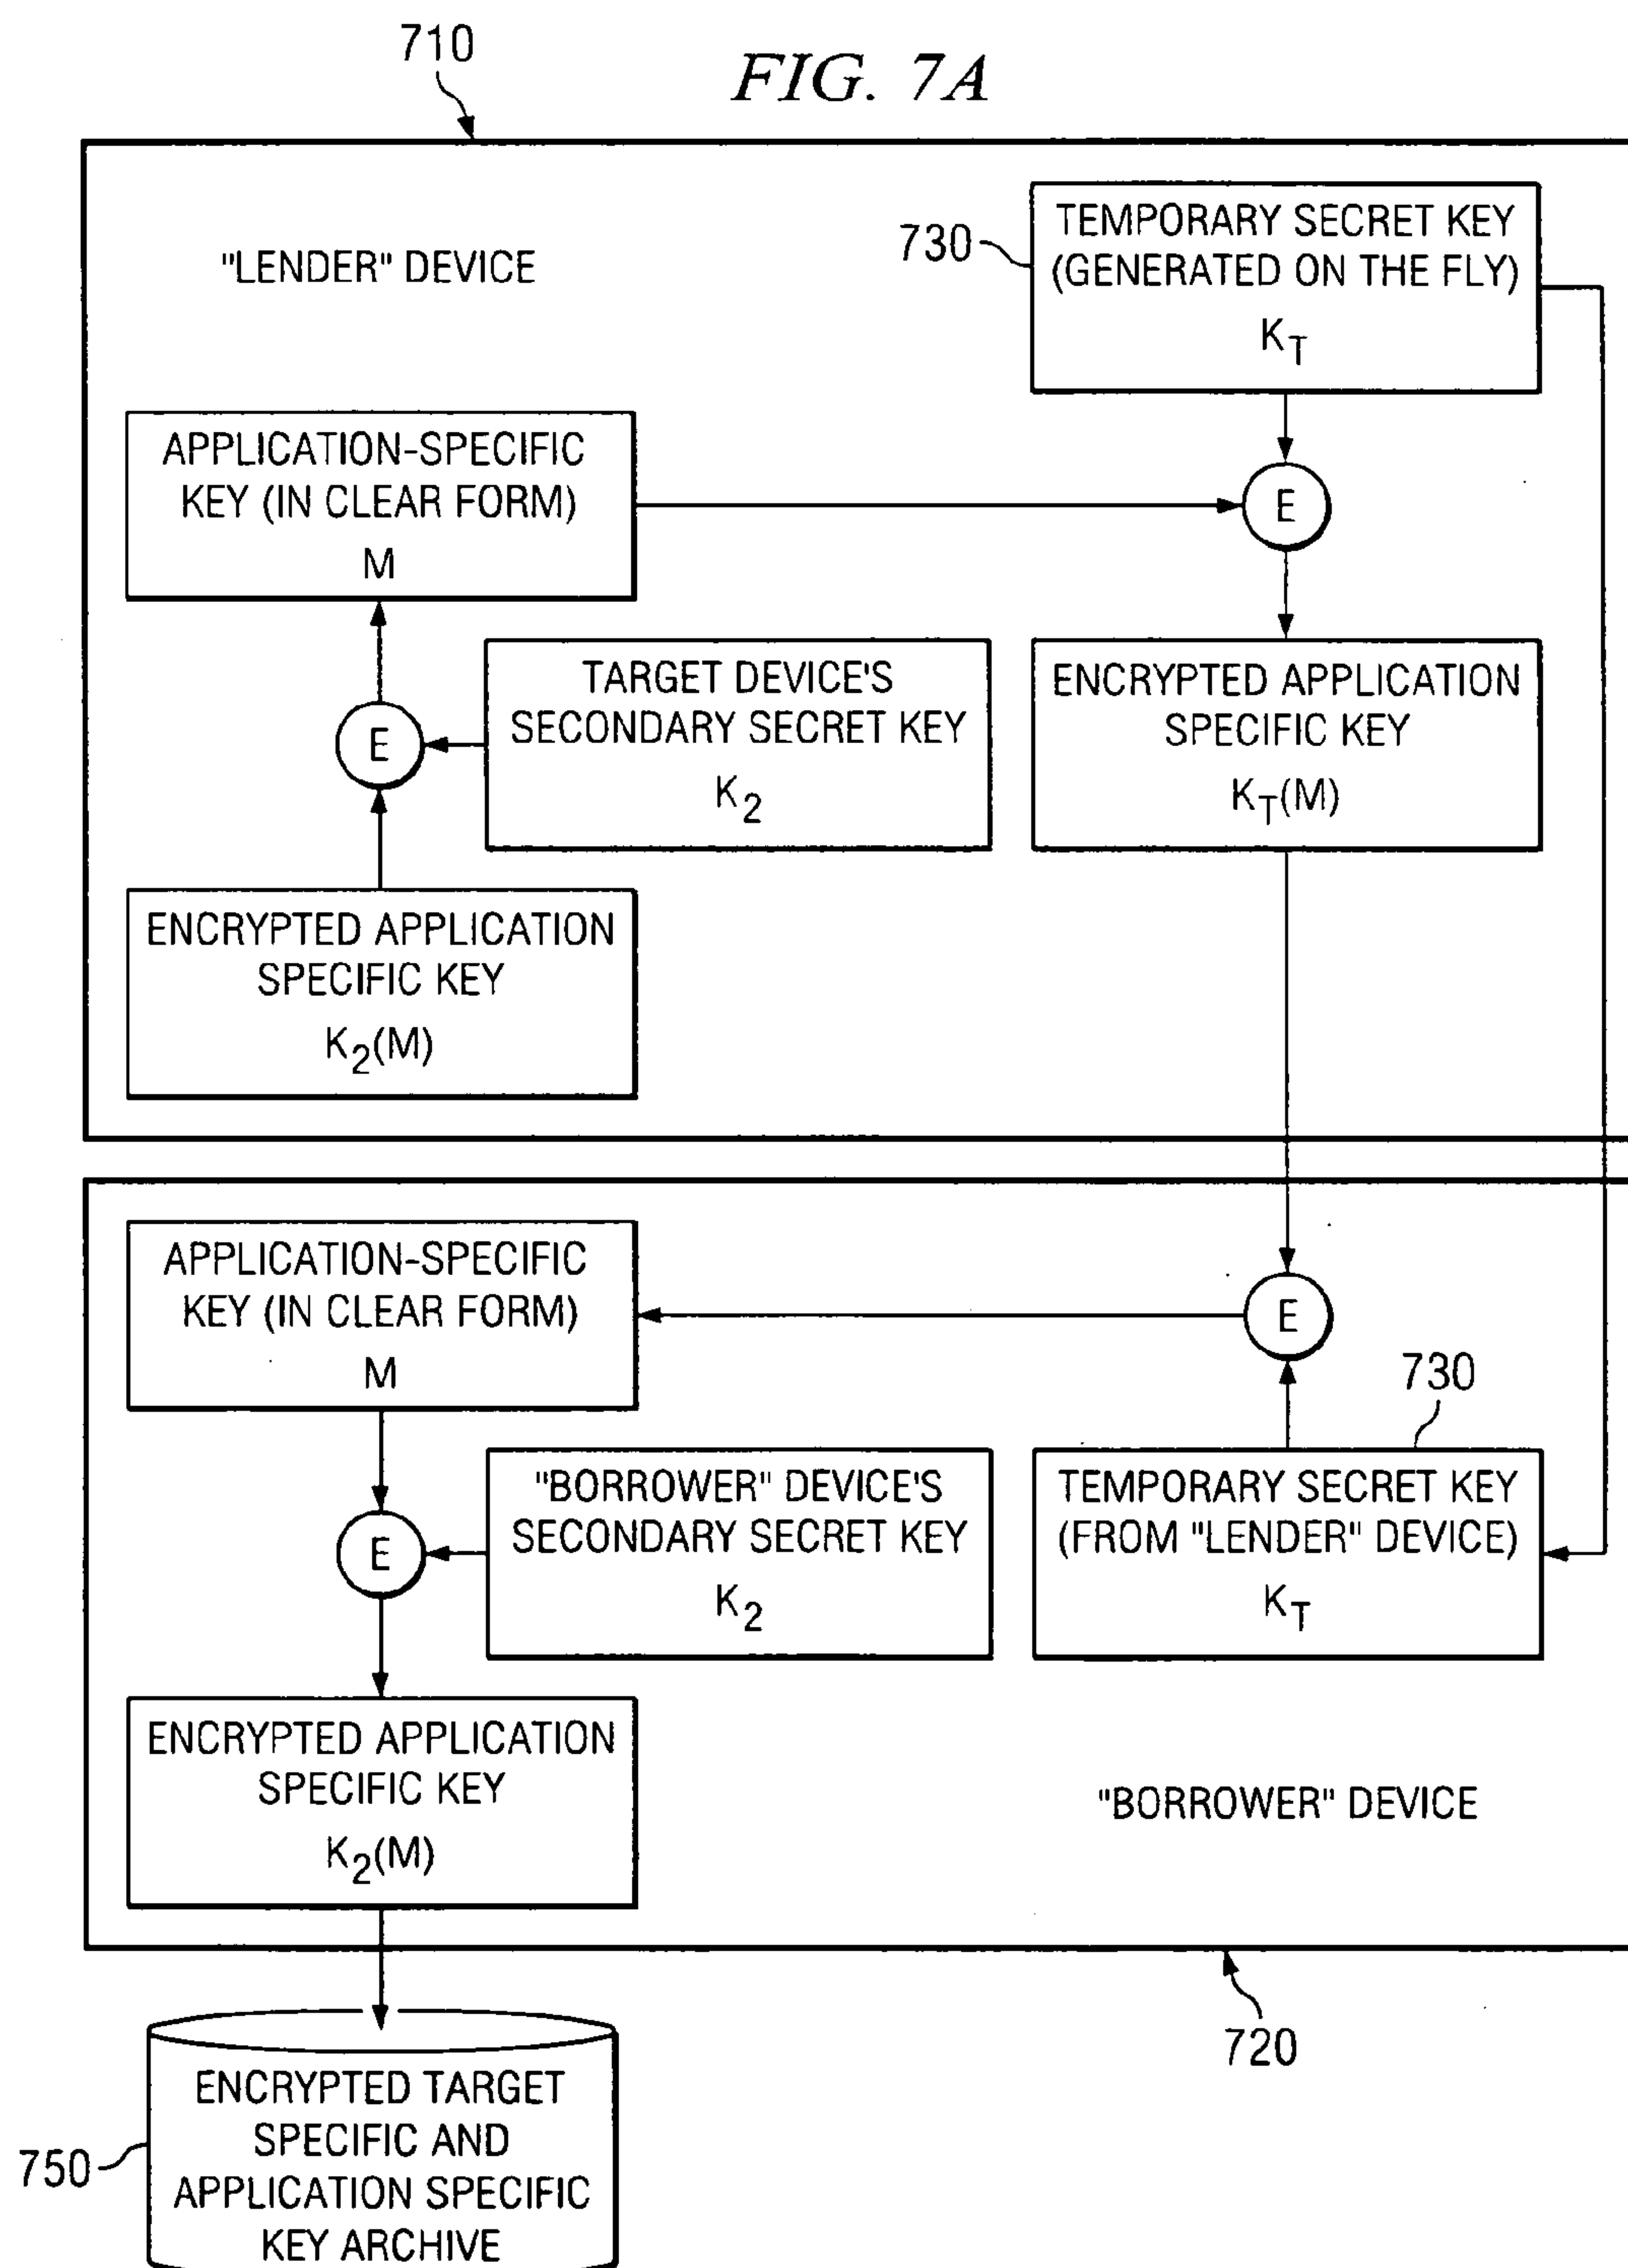 710
FIG. 7A
"LENDER" DEVICE
730
TEMPORARY SECRET KEY
(GENERATED ON THE FLY)
K_T
APPLICATION-SPECIFIC
KEY (IN CLEAR FORM)
M
E
TARGET DEVICE'S
SECONDARY SECRET KEY
K_2
E
ENCRYPTED APPLICATION
SPECIFIC KEY
K_T(M)
ENCRYPTED APPLICATION
SPECIFIC KEY
K_2(M)
APPLICATION-SPECIFIC
KEY (IN CLEAR FORM)
M
E
730
"BORROWER" DEVICE'S
SECONDARY SECRET KEY
K_2
E
TEMPORARY SECRET KEY
(FROM "LENDER" DEVICE)
K_T
ENCRYPTED APPLICATION
SPECIFIC KEY
K_2(M)
"BORROWER" DEVICE
720
750
ENCRYPTED TARGET
SPECIFIC AND
APPLICATION SPECIFIC
KEY ARCHIVE